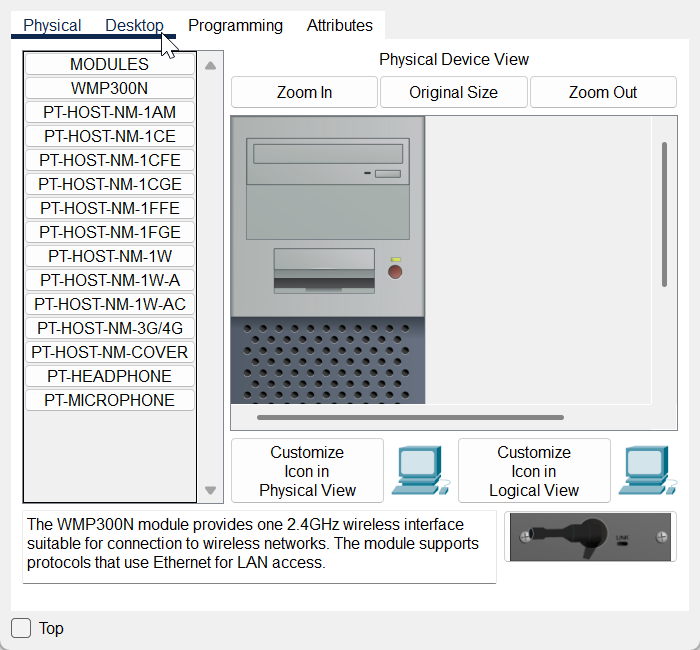 Physical Desktop Programming Attributes
MODULES
WMP300N
PT-HOST-NM-1AM
PT-HOST-NM-1CE
PT-HOST-NM-1CFE
PT-HOST-NM-1CGE
PT-HOST-NM-1FFE
PT-HOST-NM-1FGE
PT-HOST-NM-1W
PT-HOST-NM-1W-A
PT-HOST-NM-1W-AC
PT-HOST-NM-3G/4G
PT-HOST-NM-COVER
PT-HEADPHONE
PT-MICROPHONE
Physical Device View
Zoom In Original Size Zoom Out
Customize
Icon in
Physical View
Customize
Icon in
Logical View
The WMP300N module provides one 2.4GHz wireless interface
suitable for connection to wireless networks. The module supports
protocols that use Ethernet for LAN access.
LINK
Top